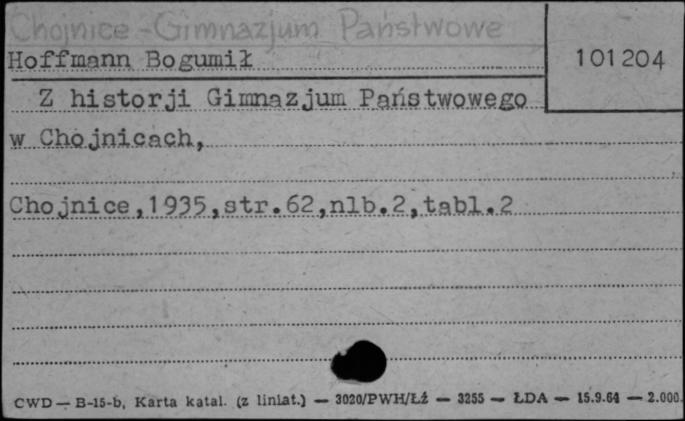 Chojnice - Gimnazjum Państwowe
Hoffmann Bogumił
101204
Z historji Gimnazjum Państwowego
w Chojnicach,
Chojnice,1935,str.62,nlb.2,tabl.2
CWD — B-15-b, Karta katal. (z liniat.) — 3020/PWH/Łź — 3255 — ŁDA — 15.9.64 — 2.000.